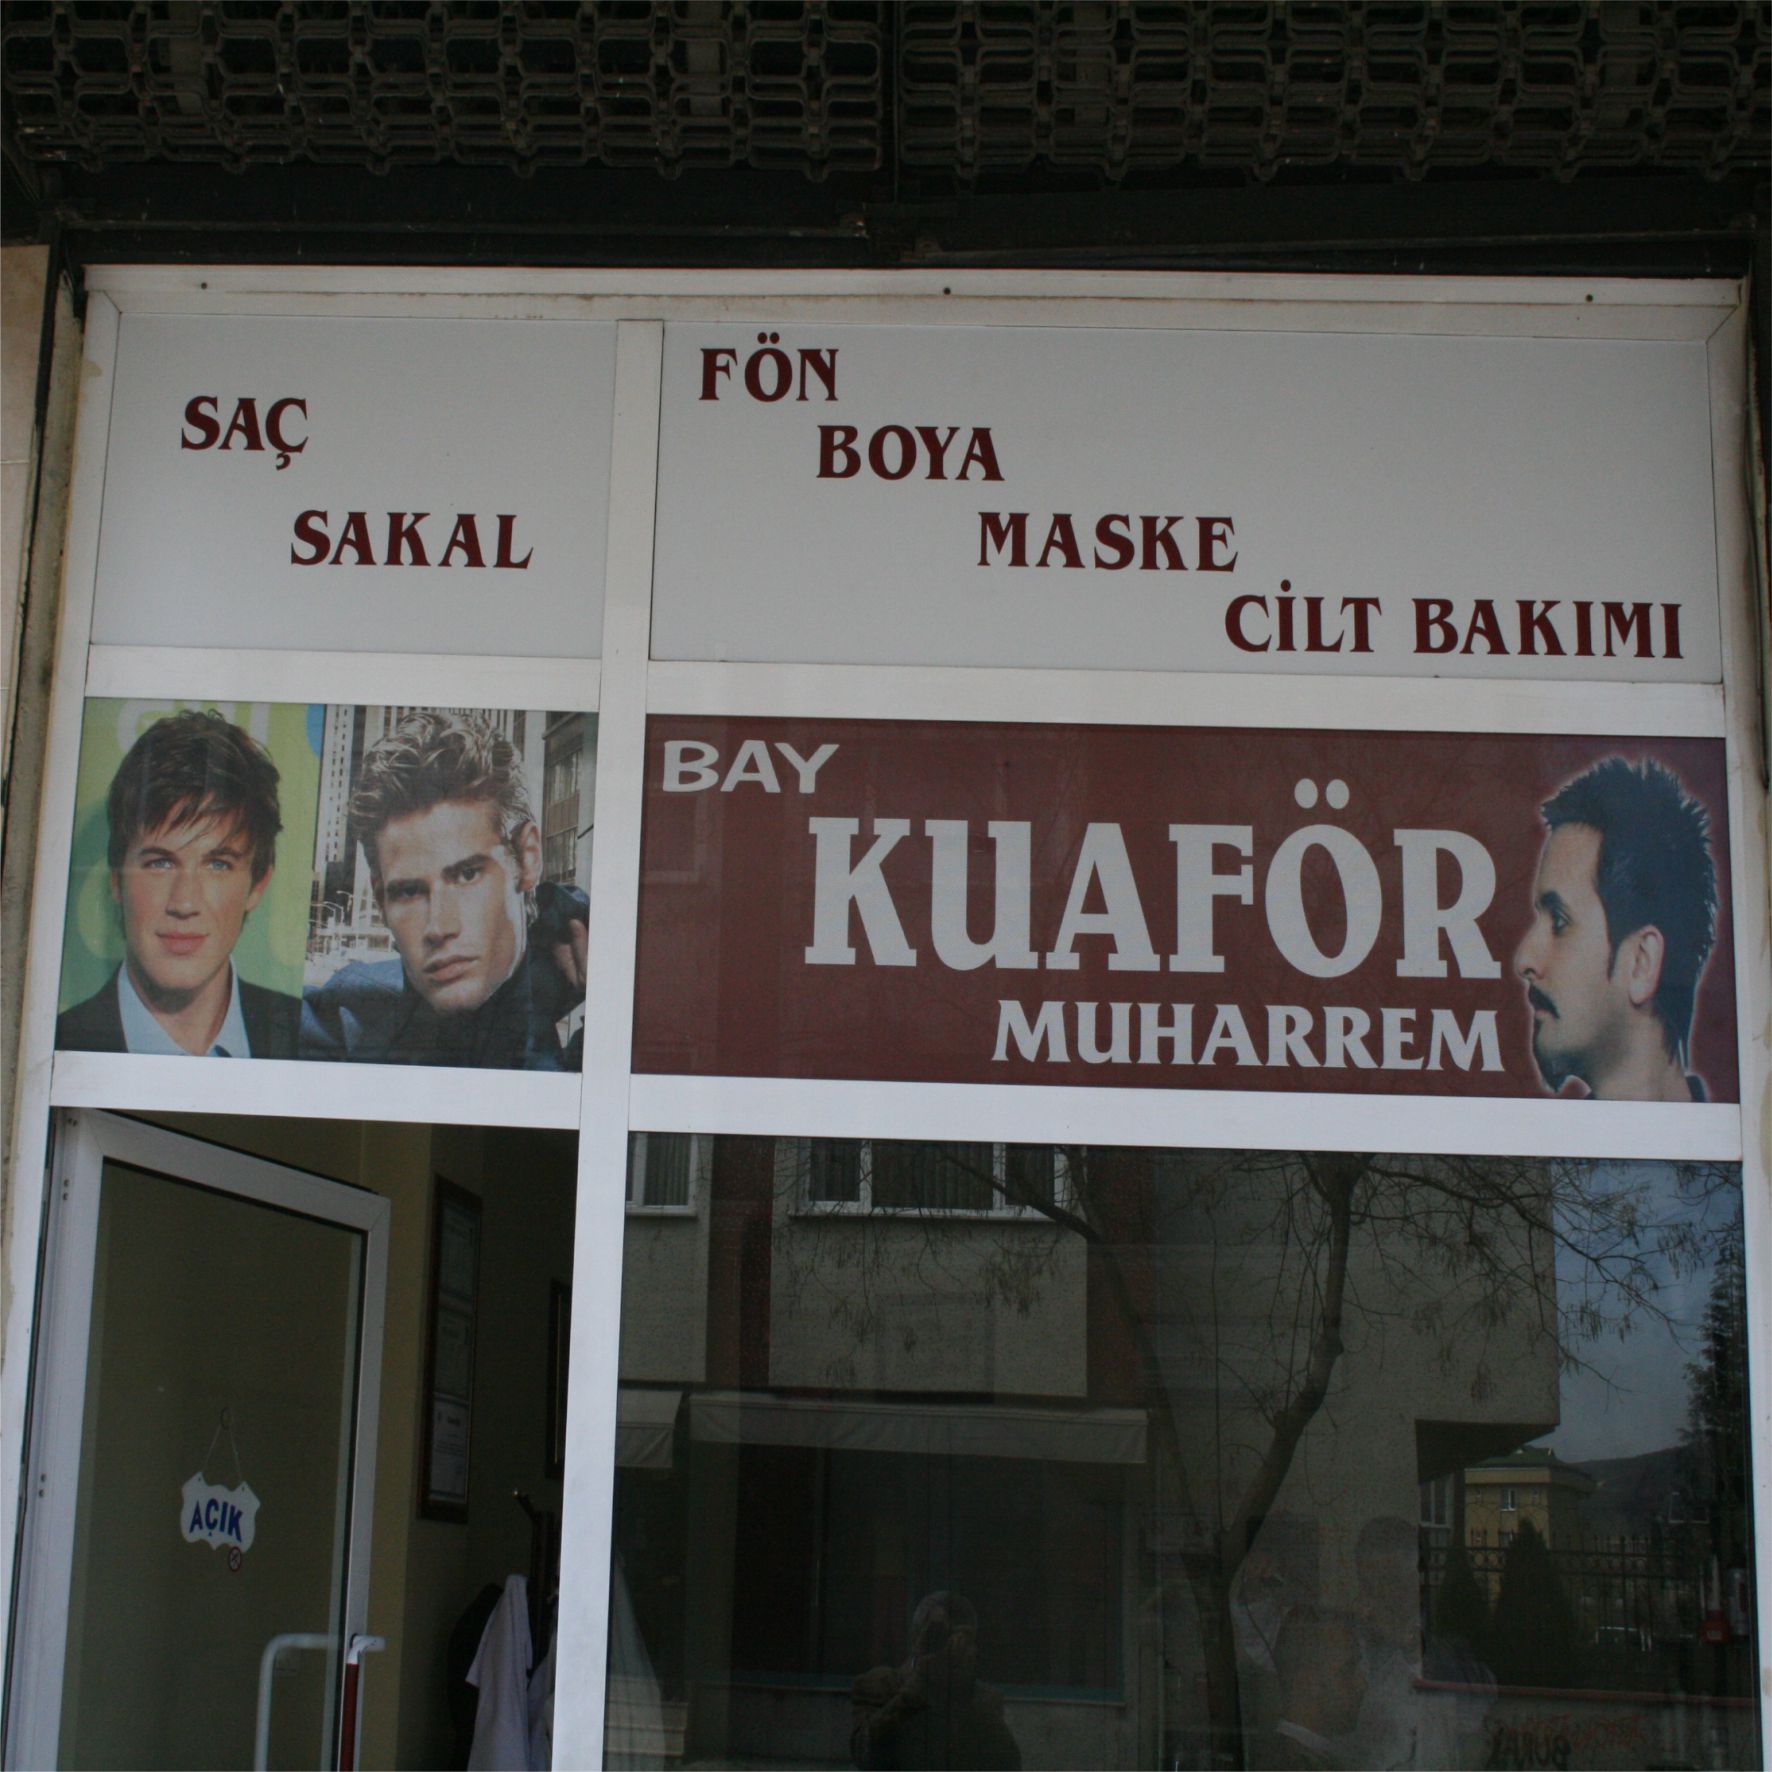 SAÇ
SAKAL
FÖN
BOYA
MASKE
CİLT BAKIMI
BAY
KUAFÖR
MUHARREM
AÇIK